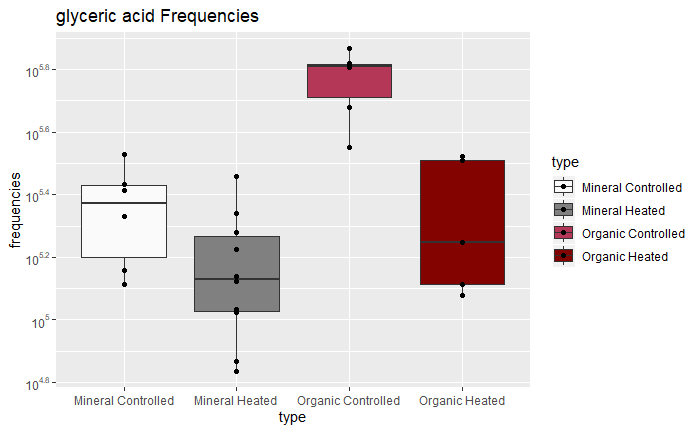 glyceric acid Frequencies
10^5.8
10^5.6
10^5.4
10^5.2
10^5
10^4.8
frequencies
Mineral Controlled
Mineral Heated
Organic Controlled
Organic Heated
type
type
Mineral Controlled
Mineral Heated
Organic Controlled
Organic Heated